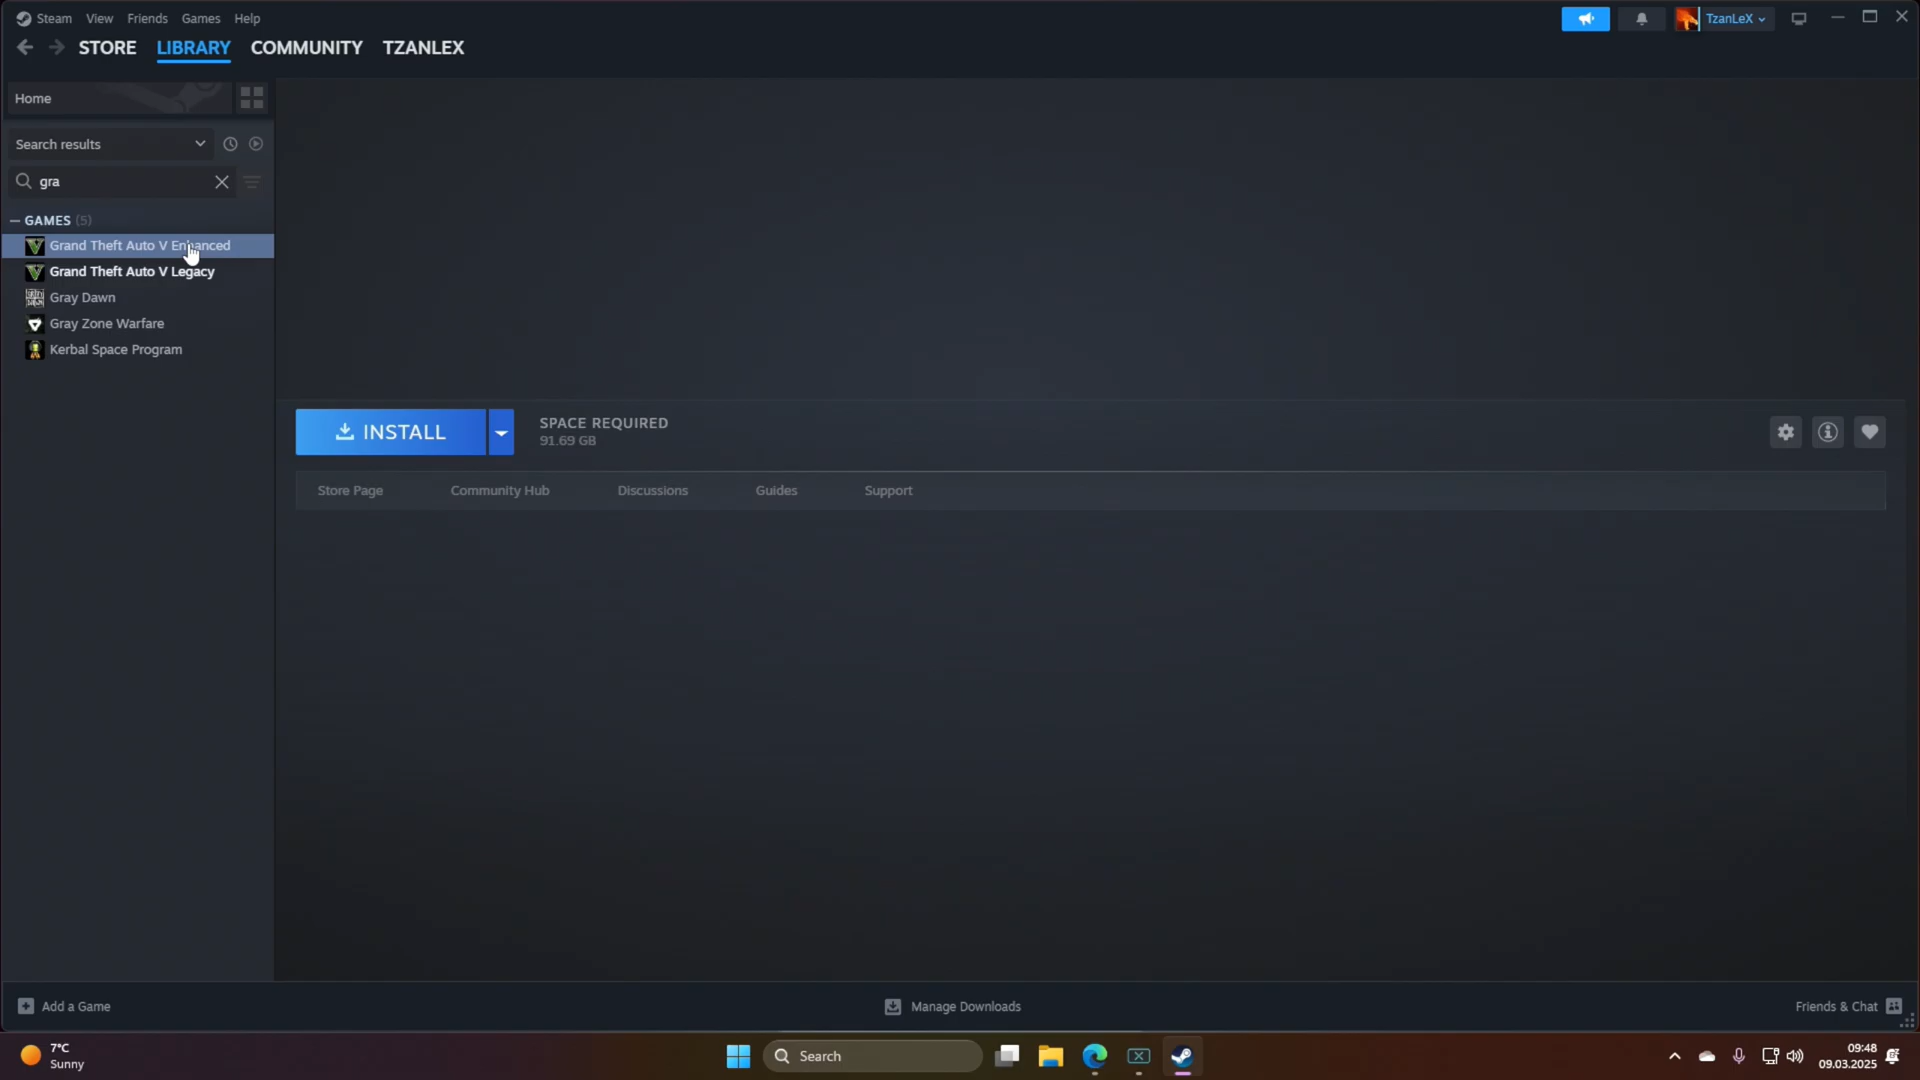 Steam View Friends Games Help
TzanLeX
STORE LIBRARY COMMUNITY TZANLEX
Home
Search results
gra
GAMES (5)
Grand Theft Auto V Enhanced
Grand Theft Auto V Legacy
Gray Dawn
Gray Zone Warfare
Kerbal Space Program
INSTALL
SPACE REQUIRED
91.69 GB
Store Page Community Hub Discussions Guides Support
Add a Game
Manage Downloads
Friends & Chat
7°C
Sunny
Search
09:48
09.03.2025